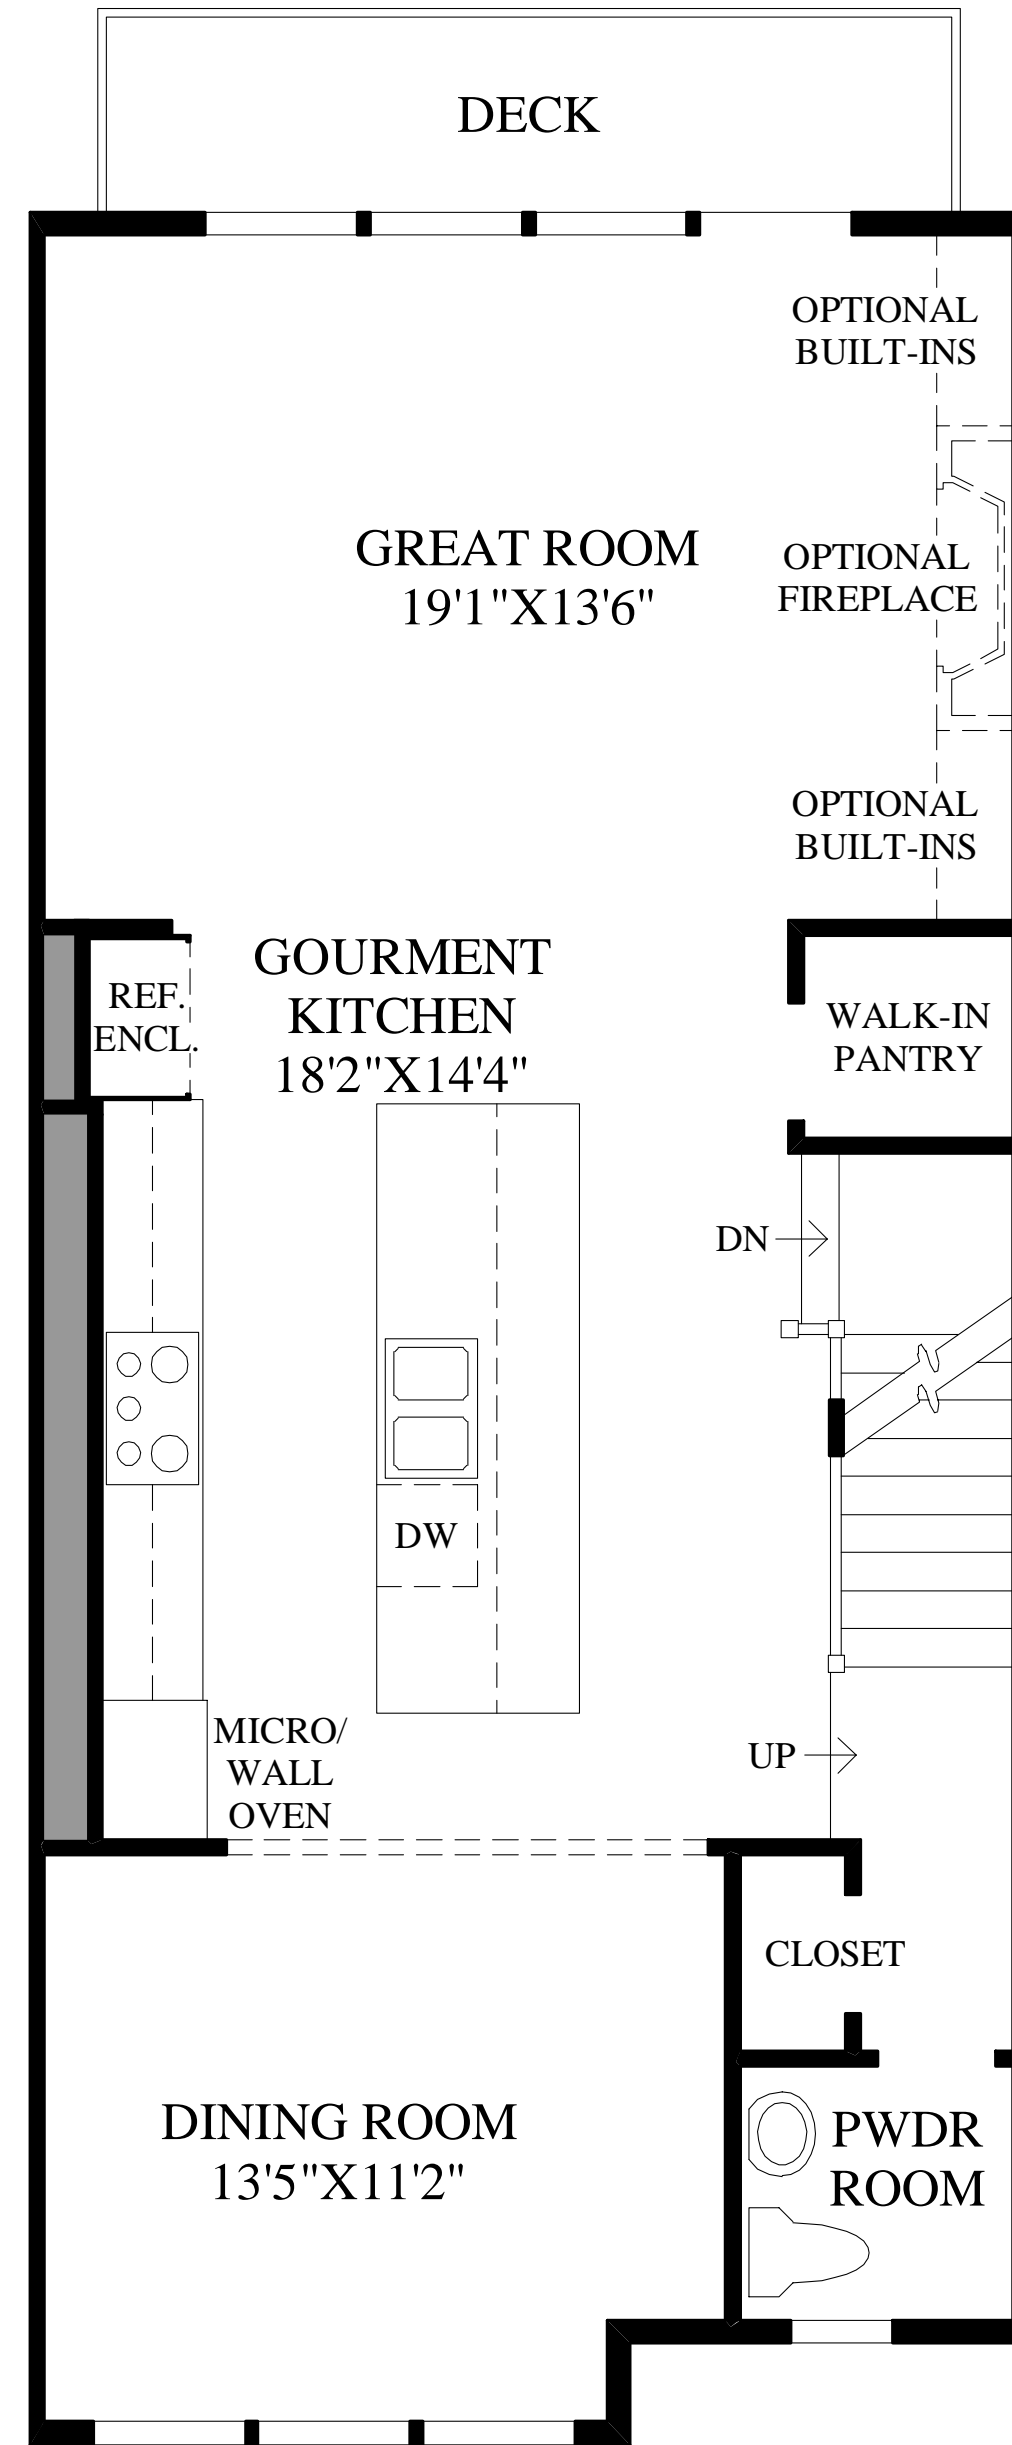 DECK
OPTIONAL
BUILT-INS
GREAT ROOM
19'1"X13'6"
OPTIONAL
FIREPLACE
OPTIONAL
BUILT-INS
GOURMENT
KITCHEN
18'2"X14'4"
REF.
ENCL.
WALK-IN
PANTRY
DN
DW
MICRO/
WALL
OVEN
UP
CLOSET
DINING ROOM
13'5"X11'2"
PWDR
ROOM